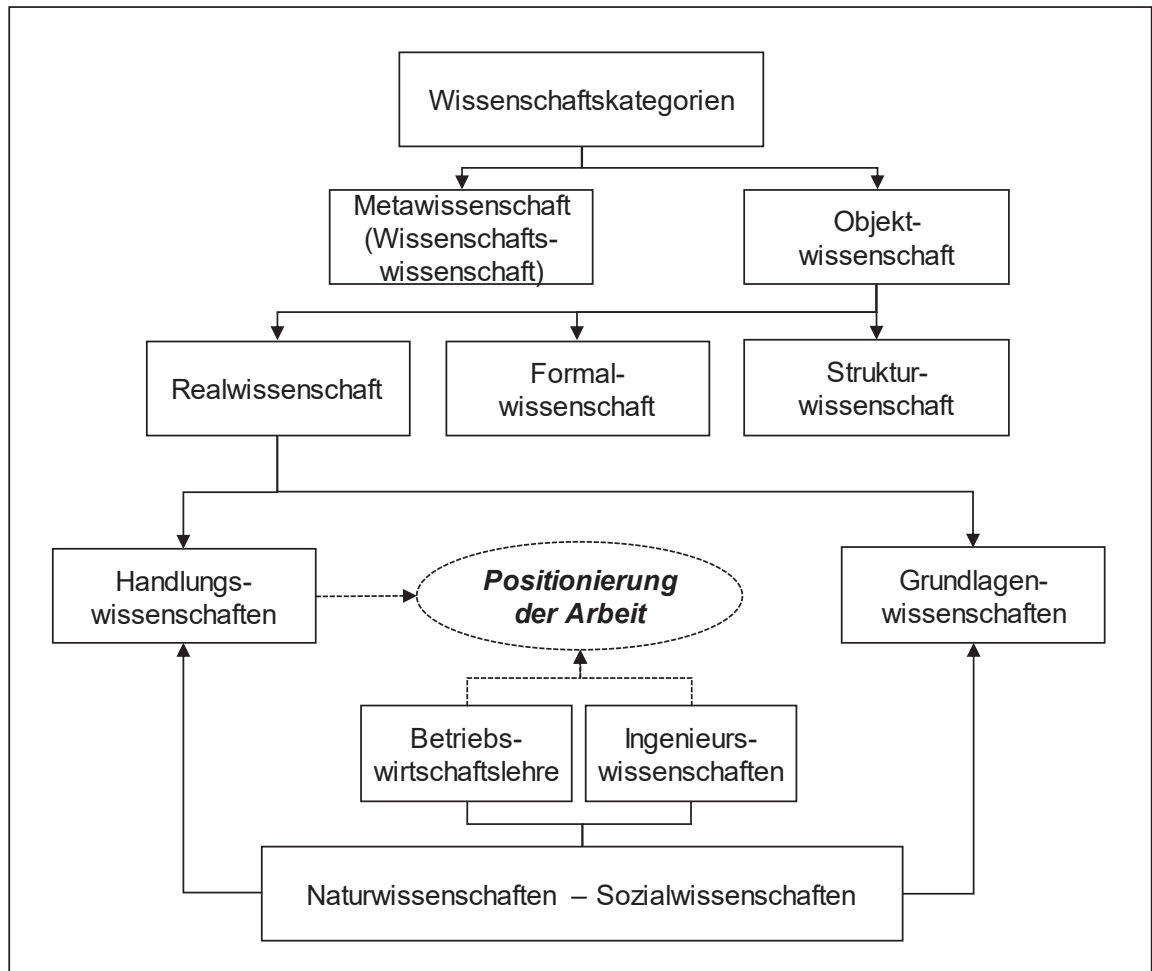 Wissenschaftskategorien
Metawissenschaft
(Wissenschafts-
wissenschaft)
Objekt-
wissenschaft
Realwissenschaft
Formal-
wissenschaft
Struktur-
wissenschaft
Handlungs-
wissenschaften
Positionierung
der Arbeit
Grundlagen-
wissenschaften
Betriebs-
wirtschaftslehre
Ingenieurs-
wissenschaften
Naturwissenschaften – Sozialwissenschaften